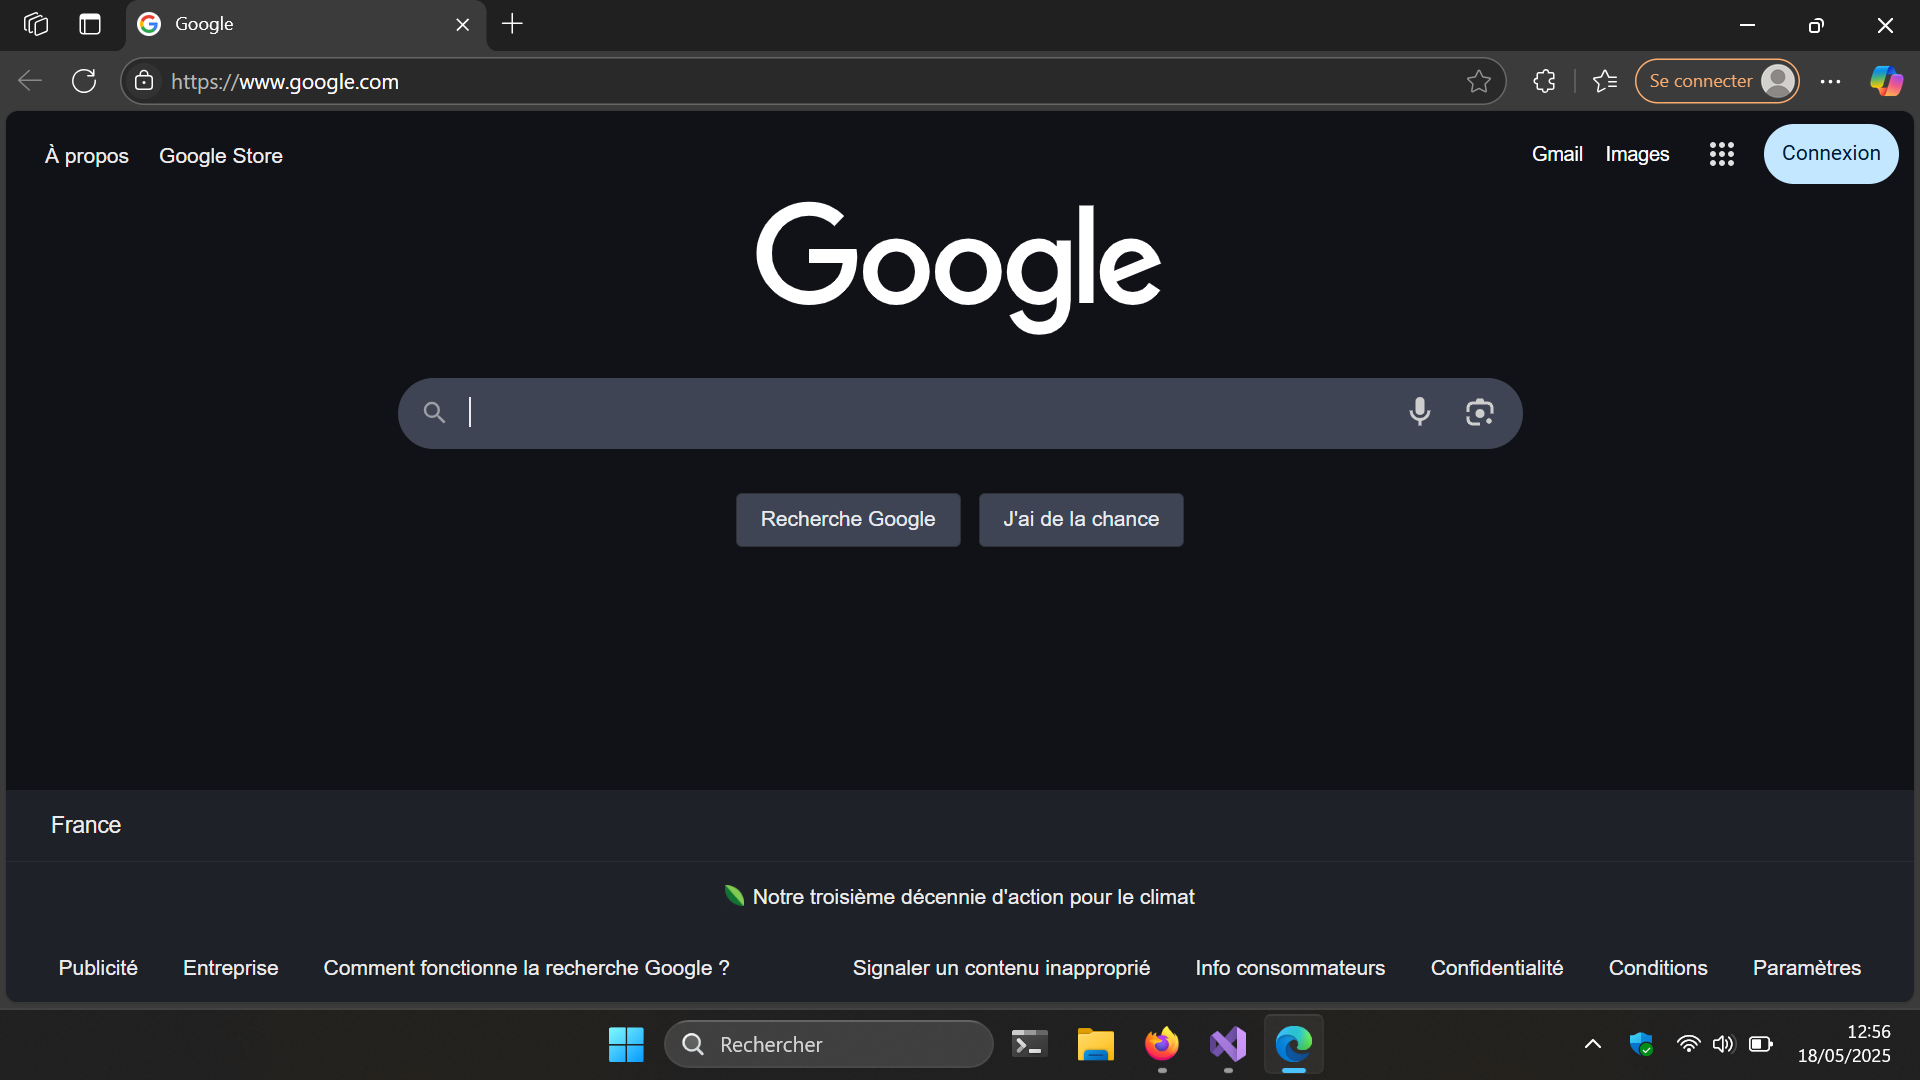 Google
https://www.google.com
Se connecter
À propos Google Store
Gmail Images Connexion
Google
Recherche Google J'ai de la chance
France
Notre troisième décennie d'action pour le climat
Publicité Entreprise Comment fonctionne la recherche Google ? Signaler un contenu inapproprié Info consommateurs Confidentialité Conditions Paramètres
Rechercher
12:56
18/05/2025